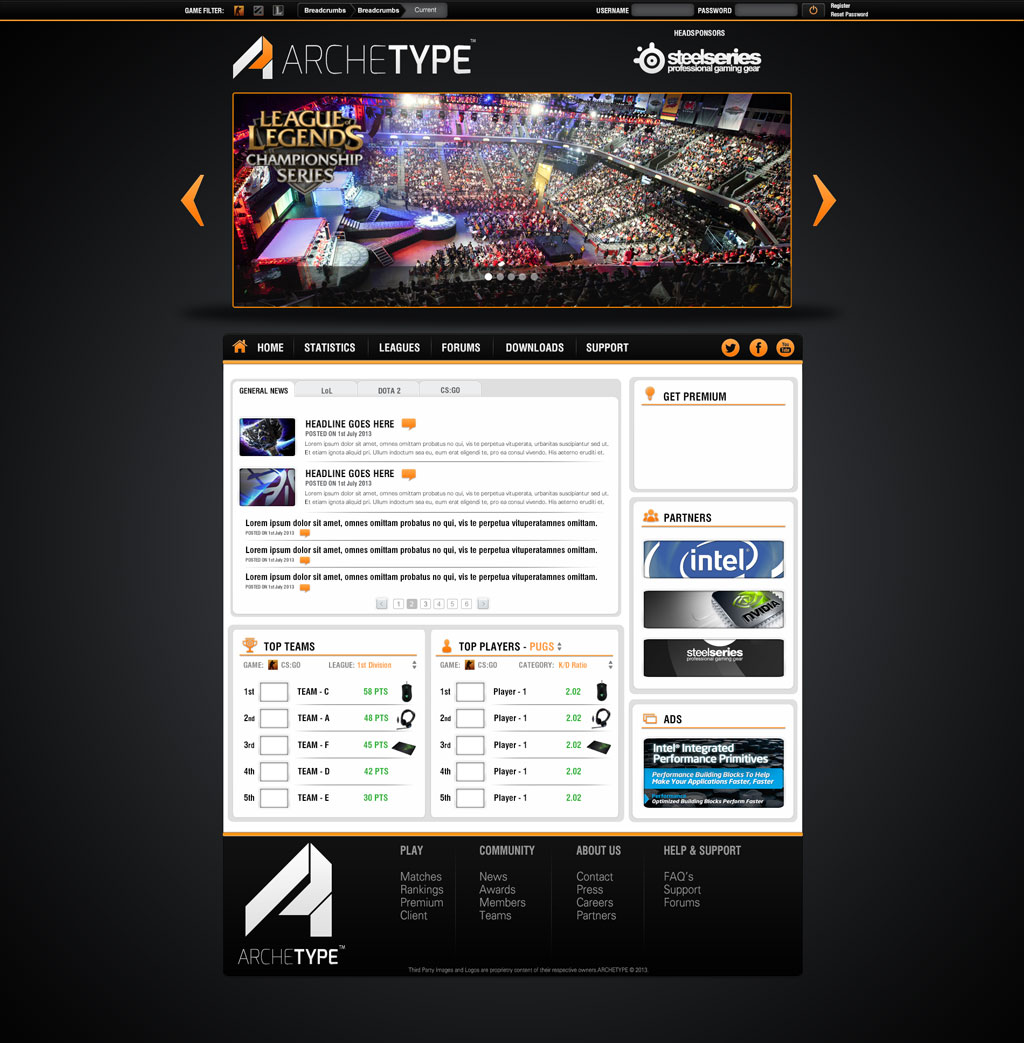 GAME FILTER:
Breadcrumbs Breadcrumbs Current
USERNAME PASSWORD
Register
Reset Password
ARCHETYPE™
HEADSPONSORS
steelseries
professional gaming gear
LEAGUE of
LEGENDS
CHAMPIONSHIP
SERIES
HOME STATISTICS LEAGUES FORUMS DOWNLOADS SUPPORT
You
Tube
GENERAL NEWS LoL DOTA 2 CS:GO
HEADLINE GOES HERE
POSTED ON 1st July 2013
Lorem ipsum dolor sit amet, omnes omittam probatus no qui, vis te perpetua vituperata, urbanitas suscipiantur sed ut.
Et etiam ignota aliquid pri. Ullum indoctum sea eu, eum erat eligendi te, pro ea consul vivendo. His aeterno eruditi et.
HEADLINE GOES HERE
POSTED ON 1st July 2013
Lorem ipsum dolor sit amet, omnes omittam probatus no qui, vis te perpetua vituperata, urbanitas suscipiantur sed ut.
Et etiam ignota aliquid pri. Ullum indoctum sea eu, eum erat eligendi te, pro ea consul vivendo. His aeterno eruditi et.
Lorem ipsum dolor sit amet, omnes omittam probatus no qui, vis te perpetua vituperatamnes omittam.
POSTED ON 1st July 2013
Lorem ipsum dolor sit amet, omnes omittam probatus no qui, vis te perpetua vituperatamnes omittam.
POSTED ON 1st July 2013
Lorem ipsum dolor sit amet, omnes omittam probatus no qui, vis te perpetua vituperatamnes omittam.
POSTED ON 1st July 2013
< 1 2 3 4 5 6 >
GET PREMIUM
PARTNERS
intel
NVIDIA
steelseries
professional gaming gear
ADS
Intel® Integrated
Performance Primitives
Performance Building Blocks To Help
Make Your Applications Faster, Faster
Performance
Optimized Building Blocks Perform Faster
TOP TEAMS
GAME: CS:GO LEAGUE: 1st Division
1st TEAM - C 58 PTS
2nd TEAM - A 48 PTS
3rd TEAM - F 45 PTS
4th TEAM - D 42 PTS
5th TEAM - E 30 PTS
TOP PLAYERS - PUGS
GAME: CS:GO CATEGORY: K/D Ratio
1st Player - 1 2.02
2nd Player - 1 2.02
3rd Player - 1 2.02
4th Player - 1 2.02
5th Player - 1 2.02
ARCHETYPE™
PLAY
Matches
Rankings
Premium
Client
COMMUNITY
News
Awards
Members
Teams
ABOUT US
Contact
Press
Careers
Partners
HELP & SUPPORT
FAQ's
Support
Forums
Third Party Images and Logos are propriety content of their respective owners.ARCHETYPE © 2013.